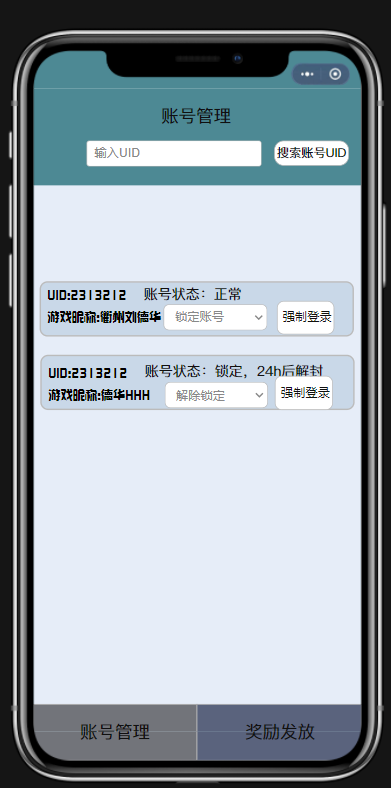 账号管理
输入UID
搜索账号UID
UID:2313212 账号状态：正常
游戏昵称:衢州刘德华 锁定账号 强制登录
UID:2313212 账号状态：锁定，24h后解封
游戏昵称:德华HHH 解除锁定 强制登录
账号管理 奖励发放